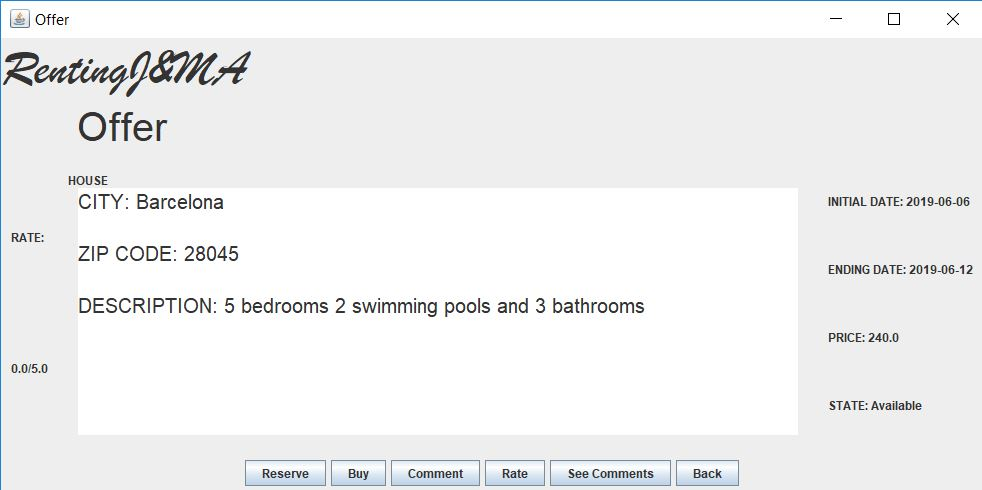 Offer
RentingJ&MA
Offer
HOUSE
CITY: Barcelona
ZIP CODE: 28045
DESCRIPTION: 5 bedrooms 2 swimming pools and 3 bathrooms
RATE:
0.0/5.0
INITIAL DATE: 2019-06-06
ENDING DATE: 2019-06-12
PRICE: 240.0
STATE: Available
Reserve Buy Comment Rate See Comments Back